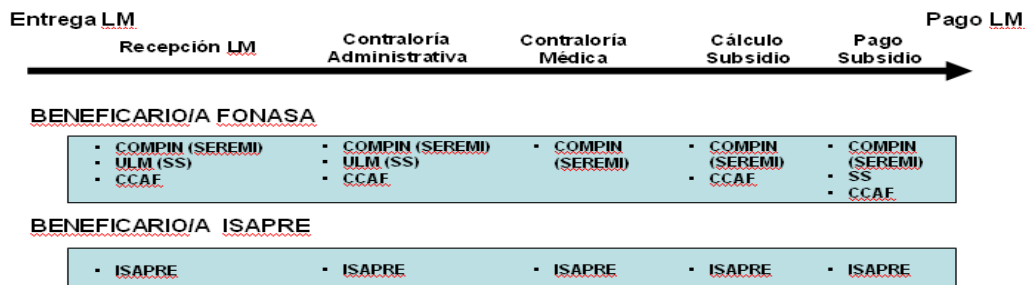 Entrega LM
Pago LM
Recepción LM
Contraloría
Administrativa
Contraloría
Médica
Cálculo
Subsidio
Pago
Subsidio
BENEFICARIO/A FONASA
▪ COMPIN (SEREMI)
▪ ULM (SS)
▪ CCAF
▪ COMPIN (SEREMI)
▪ ULM (SS)
▪ CCAF
▪ COMPIN
(SEREMI)
▪ COMPIN
(SEREMI)
▪ CCAF
▪ COMPIN
(SEREMI)
▪ SS
▪ CCAF
BENEFICARIO/A ISAPRE
▪ ISAPRE
▪ ISAPRE
▪ ISAPRE
▪ ISAPRE
▪ ISAPRE